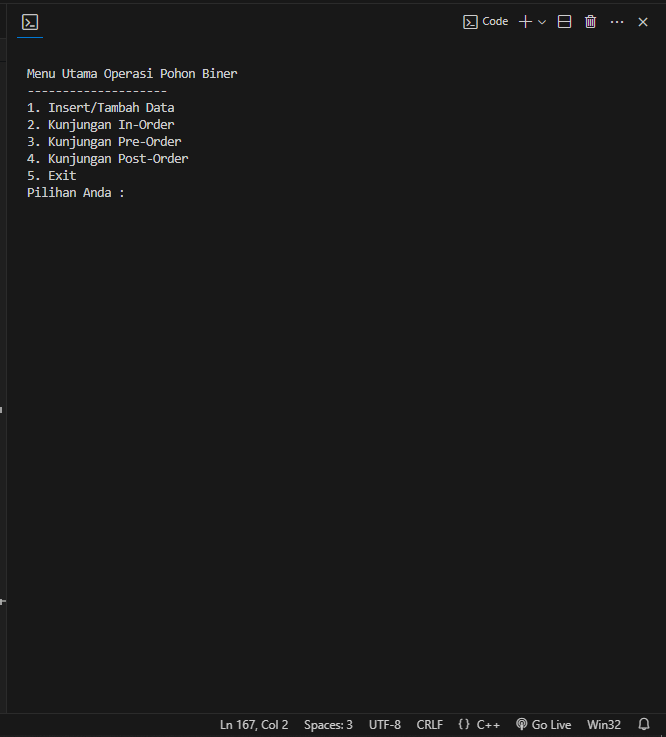 Code
Menu Utama Operasi Pohon Biner
--------------------
1. Insert/Tambah Data
2. Kunjungan In-Order
3. Kunjungan Pre-Order
4. Kunjungan Post-Order
5. Exit
Pilihan Anda :
Ln 167, Col 2 Spaces: 3 UTF-8 CRLF {} C++ Go Live Win32